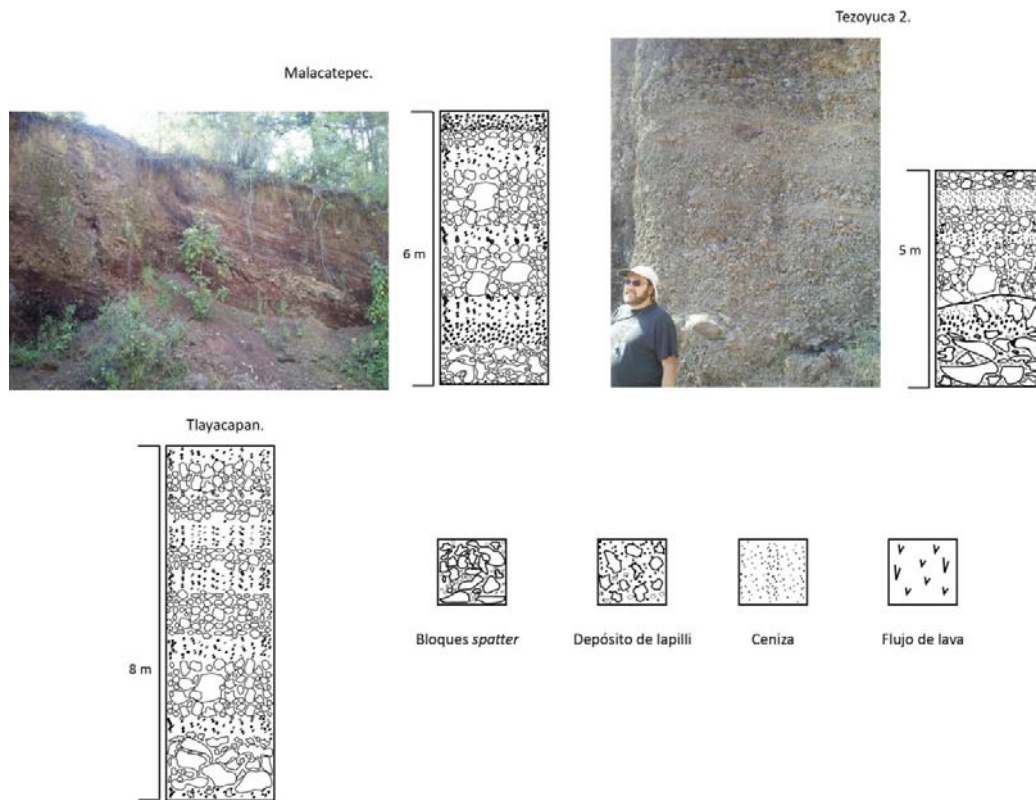 Tezoyuca 2.
Malacatepec.
6 m
5 m
Tlayacapan.
8 m
Bloques spatter
Depósito de lapilli
Ceniza
Flujo de lava